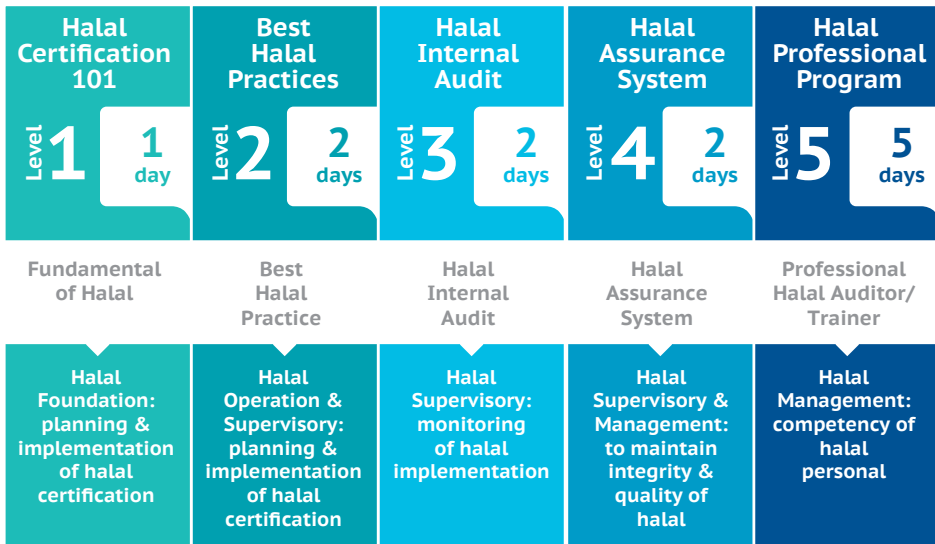 Halal
Certification
101
Level 1
1
day
Fundamental
of Halal
Halal
Foundation:
planning &
implementation
of halal
certification
Best
Halal
Practices
Level 2
2
days
Best
Halal
Practice
Halal
Operation &
Supervisory:
planning &
implementation
of halal
certification
Halal
Internal
Audit
Level 3
2
days
Halal
Internal
Audit
Halal
Supervisory:
monitoring
of halal
implementation
Halal
Assurance
System
Level 4
2
days
Halal
Assurance
System
Halal
Supervisory &
Management:
to maintain
integrity &
quality of
halal
Halal
Professional
Program
Level 5
5
days
Professional
Halal Auditor/
Trainer
Halal
Management:
competency of
halal
personal